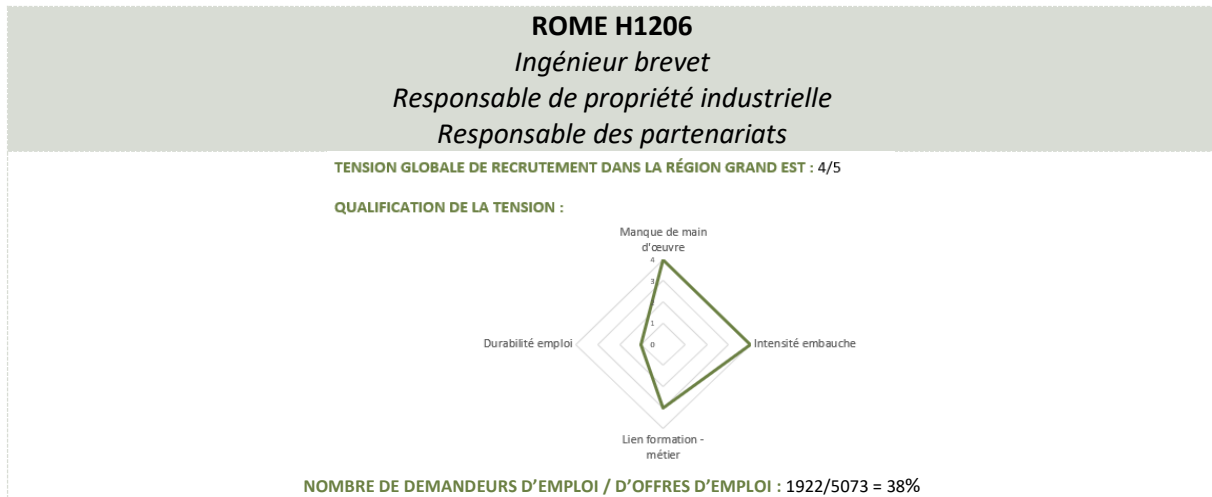 ROME H1206
Ingénieur brevet
Responsable de propriété industrielle
Responsable des partenariats
TENSION GLOBALE DE RECRUTEMENT DANS LA RÉGION GRAND EST : 4/5
QUALIFICATION DE LA TENSION :
Manque de main
d'œuvre
4
3
2
1
0
Durabilité emploi
Intensité embauche
Lien formation -
métier
NOMBRE DE DEMANDEURS D'EMPLOI / D'OFFRES D'EMPLOI : 1922/5073 = 38%